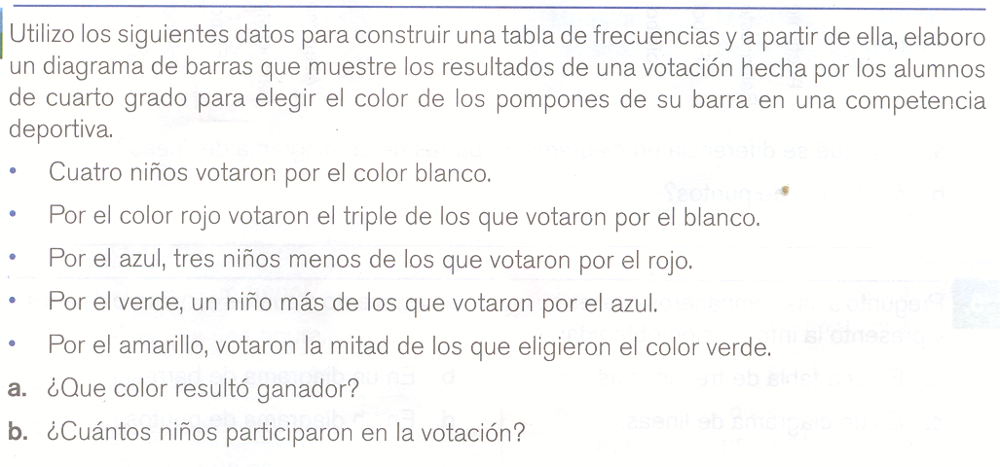 Utilizo los siguientes datos para construir una tabla de frecuencias y a partir de ella, elaboro
un diagrama de barras que muestre los resultados de una votación hecha por los alumnos
de cuarto grado para elegir el color de los pompones de su barra en una competencia
deportiva.
• Cuatro niños votaron por el color blanco.
• Por el color rojo votaron el triple de los que votaron por el blanco.
• Por el azul, tres niños menos de los que votaron por el rojo.
• Por el verde, un niño más de los que votaron por el azul.
• Por el amarillo, votaron la mitad de los que eligieron el color verde.
a. ¿Que color resultó ganador?
b. ¿Cuántos niños participaron en la votación?